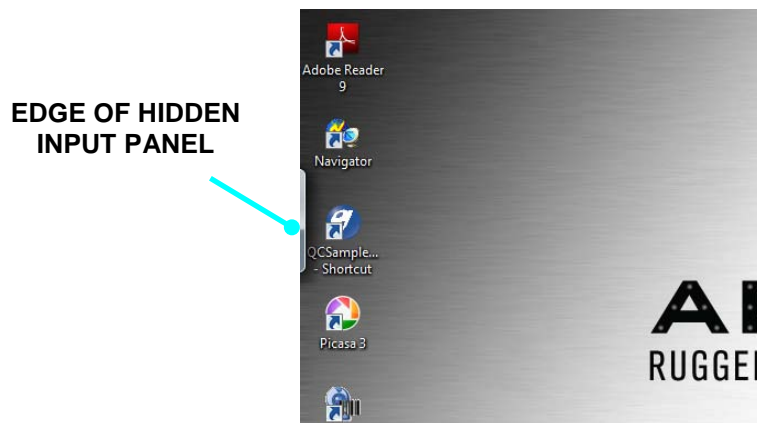 EDGE OF HIDDEN
INPUT PANEL
Adobe Reader
9
Navigator
QCSample...
- Shortcut
Picasa 3
RUGGE